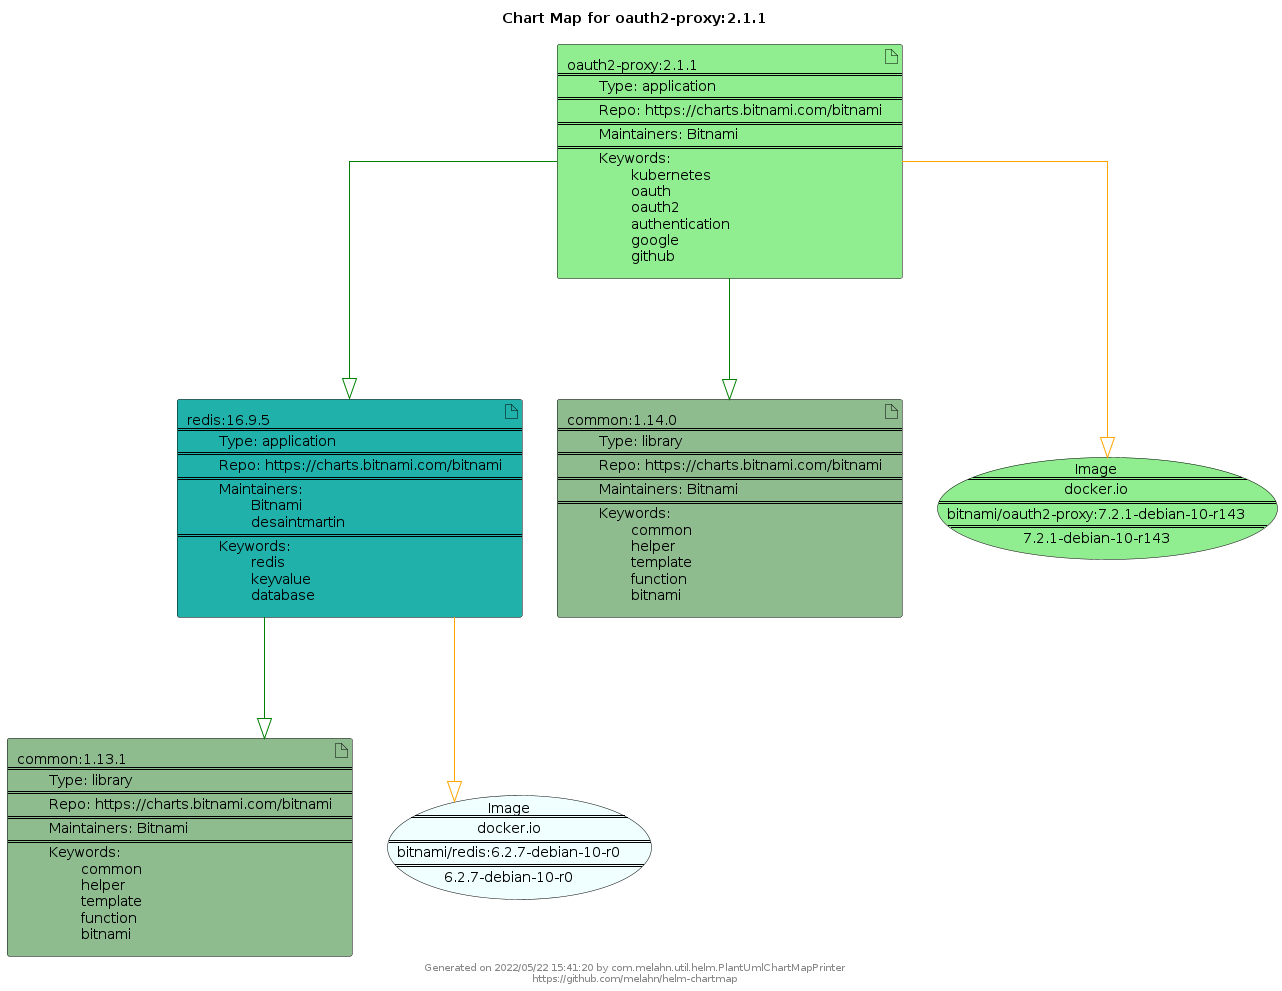 Chart Map for oauth2-proxy:2.1.1
oauth2-proxy:2.1.1
Type: application
Repo: https://charts.bitnami.com/bitnami
Maintainers: Bitnami
Keywords:
kubernetes
oauth
oauth2
authentication
google
github
redis:16.9.5
Type: application
Repo: https://charts.bitnami.com/bitnami
Maintainers:
Bitnami
desaintmartin
Keywords:
redis
keyvalue
database
common:1.14.0
Type: library
Repo: https://charts.bitnami.com/bitnami
Maintainers: Bitnami
Keywords:
common
helper
template
function
bitnami
Image
docker.io
bitnami/oauth2-proxy:7.2.1-debian-10-r143
7.2.1-debian-10-r143
common:1.13.1
Type: library
Repo: https://charts.bitnami.com/bitnami
Maintainers: Bitnami
Keywords:
common
helper
template
function
bitnami
Image
docker.io
bitnami/redis:6.2.7-debian-10-r0
6.2.7-debian-10-r0
Generated on 2022/05/22 15:41:20 by com.melahn.util.helm.PlantUmlChartMapPrinter
https://github.com/melahn/helm-chartmap